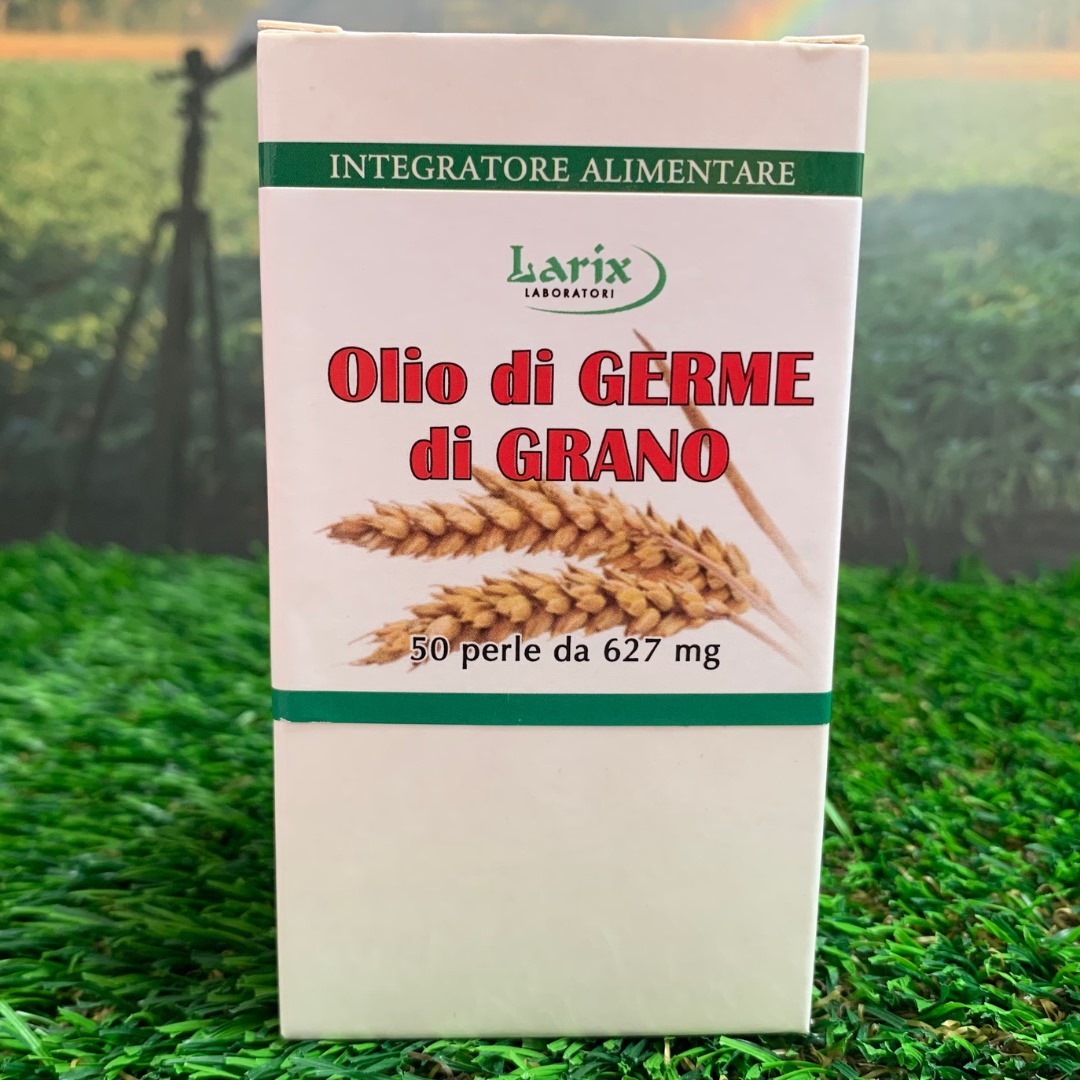 INTEGRATORE ALIMENTARE
Larix
LABORATORI
Olio di GERME
di GRANO
50 perle da 627 mg